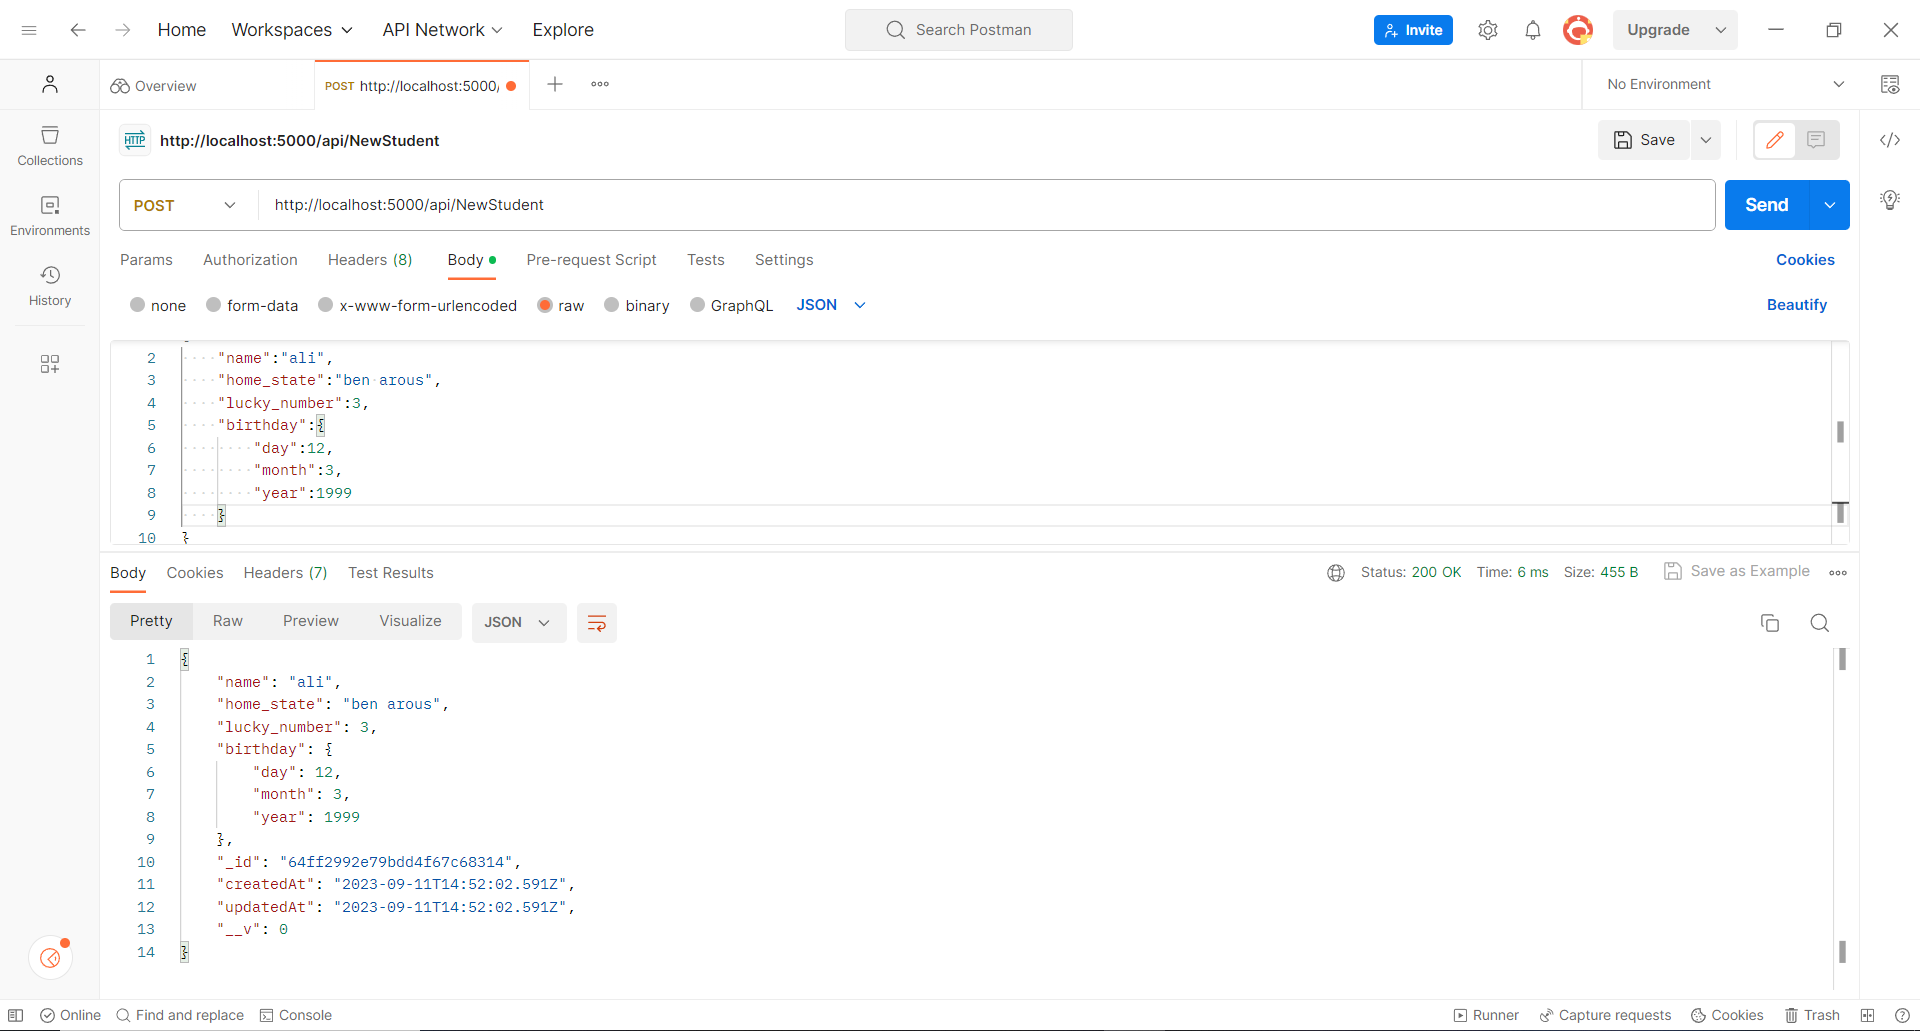 Home Workspaces API Network Explore Search Postman Invite Upgrade
Overview POST http://localhost:5000/ No Environment
HTTP http://localhost:5000/api/NewStudent Save
Collections
Environments
History
POST http://localhost:5000/api/NewStudent Send
Params Authorization Headers (8) Body Pre-request Script Tests Settings Cookies
none form-data x-www-form-urlencoded raw binary GraphQL JSON Beautify
2 "name":"ali",
3 "home_state":"ben arous",
4 "lucky_number":3,
5 "birthday":{
6 "day":12,
7 "month":3,
8 "year":1999
9 }
10 }
Body Cookies Headers (7) Test Results Status: 200 OK Time: 6 ms Size: 455 B Save as Example
Pretty Raw Preview Visualize JSON
1 {
2 "name": "ali",
3 "home_state": "ben arous",
4 "lucky_number": 3,
5 "birthday": {
6 "day": 12,
7 "month": 3,
8 "year": 1999
9 },
10 "_id": "64ff2992e79bdd4f67c68314",
11 "createdAt": "2023-09-11T14:52:02.591Z",
12 "updatedAt": "2023-09-11T14:52:02.591Z",
13 "__v": 0
14 }
Online Find and replace Console Runner Capture requests Cookies Trash